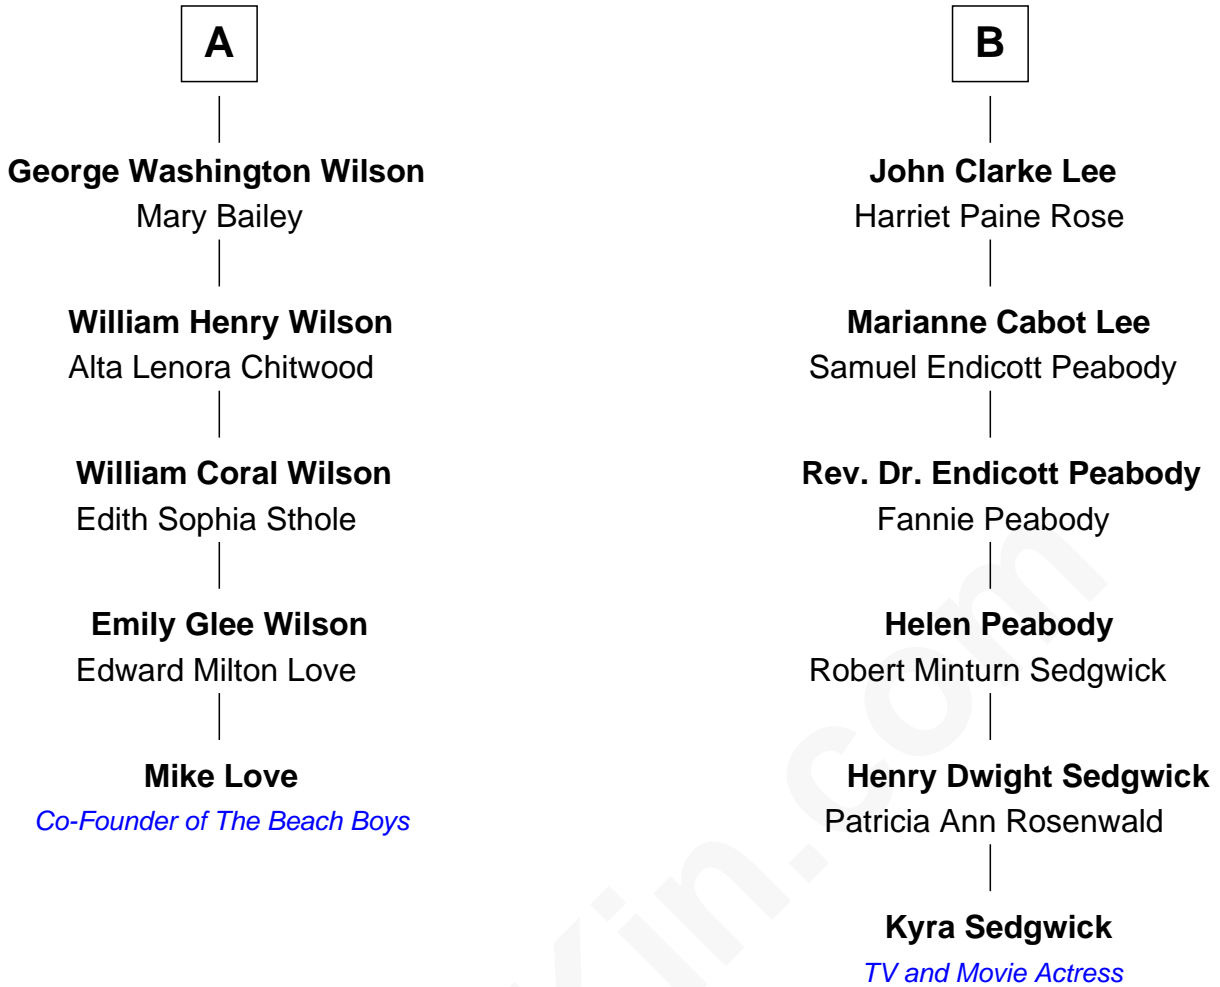 A
George Washington Wilson
Mary Bailey
William Henry Wilson
Alta Lenora Chitwood
William Coral Wilson
Edith Sophia Sthole
Emily Glee Wilson
Edward Milton Love
Mike Love
Co-Founder of The Beach Boys
B
John Clarke Lee
Harriet Paine Rose
Marianne Cabot Lee
Samuel Endicott Peabody
Rev. Dr. Endicott Peabody
Fannie Peabody
Helen Peabody
Robert Minturn Sedgwick
Henry Dwight Sedgwick
Patricia Ann Rosenwald
Kyra Sedgwick
TV and Movie Actress
Kin.com